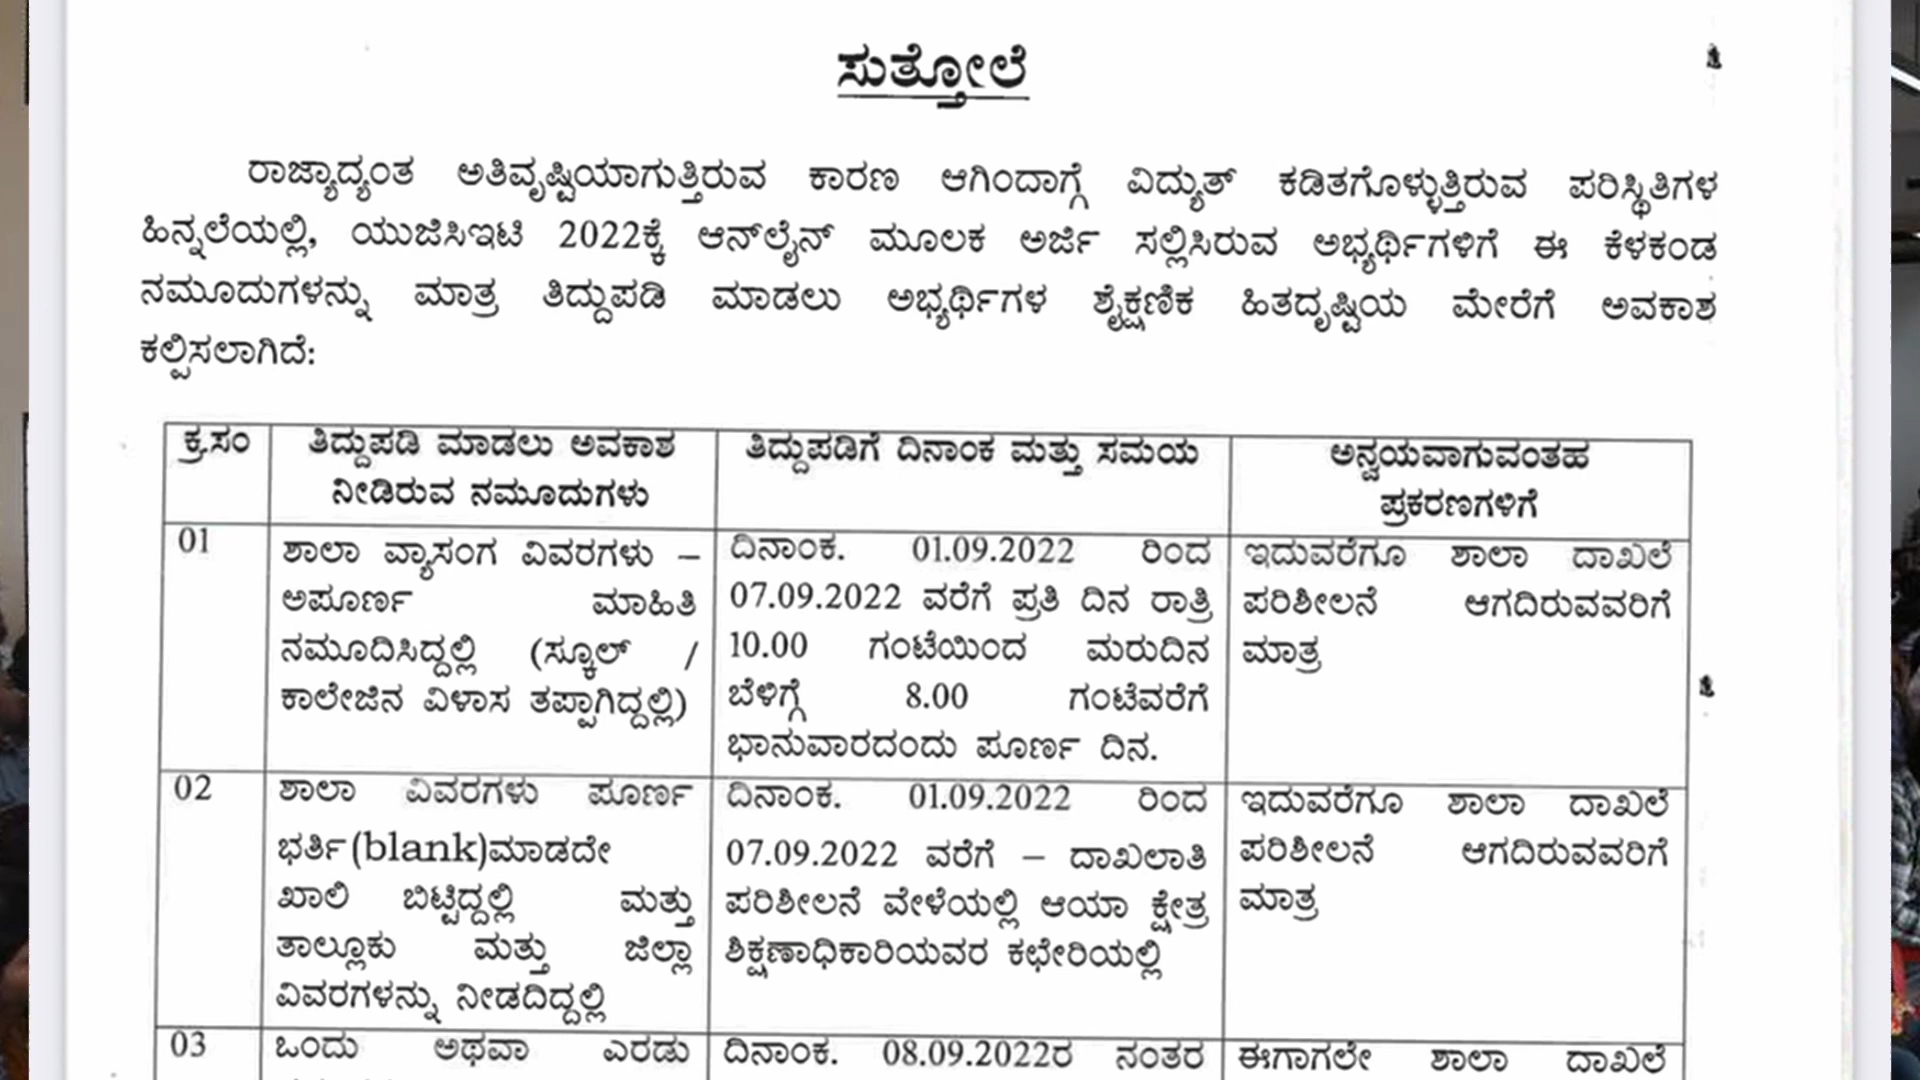 ಸುತ್ತೋಲೆ
ರಾಜ್ಯಾದ್ಯಂತ ಅತಿವೃಷ್ಟಿಯಾಗುತ್ತಿರುವ ಕಾರಣ ಆಗಿಂದಾಗ್ಗೆ ವಿದ್ಯುತ್ ಕಡಿತಗೊಳ್ಳುತ್ತಿರುವ ಪರಿಸ್ಥಿತಿಗಳ
ಹಿನ್ನಲೆಯಲ್ಲಿ, ಯುಜಿಸಿಇಟಿ 2022ಕ್ಕೆ ಆನ್‌ಲೈನ್ ಮೂಲಕ ಅರ್ಜಿ ಸಲ್ಲಿಸಿರುವ ಅಭ್ಯರ್ಥಿಗಳಿಗೆ ಈ ಕೆಳಕಂಡ
ನಮೂದುಗಳನ್ನು ಮಾತ್ರ ತಿದ್ದುಪಡಿ ಮಾಡಲು ಅಭ್ಯರ್ಥಿಗಳ ಶೈಕ್ಷಣಿಕ ಹಿತದೃಷ್ಟಿಯ ಮೇರೆಗೆ ಅವಕಾಶ
ಕಲ್ಪಿಸಲಾಗಿದೆ:
ಕ್ರ.ಸಂ
ತಿದ್ದುಪಡಿ ಮಾಡಲು ಅವಕಾಶ
ನೀಡಿರುವ ನಮೂದುಗಳು
ತಿದ್ದುಪಡಿಗೆ ದಿನಾಂಕ ಮತ್ತು ಸಮಯ
ಅನ್ವಯವಾಗುವಂತಹ
ಪ್ರಕರಣಗಳಿಗೆ
01
ಶಾಲಾ ವ್ಯಾಸಂಗ ವಿವರಗಳು –
ಅಪೂರ್ಣ ಮಾಹಿತಿ
ನಮೂದಿಸಿದ್ದಲ್ಲಿ (ಸ್ಕೂಲ್ /
ಕಾಲೇಜಿನ ವಿಳಾಸ ತಪ್ಪಾಗಿದ್ದಲ್ಲಿ)
ದಿನಾಂಕ. 01.09.2022 ರಿಂದ
07.09.2022 ವರೆಗೆ ಪ್ರತಿ ದಿನ ರಾತ್ರಿ
10.00 ಗಂಟೆಯಿಂದ ಮರುದಿನ
ಬೆಳಿಗ್ಗೆ 8.00 ಗಂಟೆವರೆಗೆ
ಭಾನುವಾರದಂದು ಪೂರ್ಣ ದಿನ.
ಇದುವರೆಗೂ ಶಾಲಾ ದಾಖಲೆ
ಪರಿಶೀಲನೆ ಆಗದಿರುವವರಿಗೆ
ಮಾತ್ರ
02
ಶಾಲಾ ವಿವರಗಳು ಪೂರ್ಣ
ಭರ್ತಿ(blank)ಮಾಡದೇ
ಖಾಲಿ ಬಿಟ್ಟಿದ್ದಲ್ಲಿ ಮತ್ತು
ತಾಲ್ಲೂಕು ಮತ್ತು ಜಿಲ್ಲಾ
ವಿವರಗಳನ್ನು ನೀಡದಿದ್ದಲ್ಲಿ
ದಿನಾಂಕ. 01.09.2022 ರಿಂದ
07.09.2022 ವರೆಗೆ – ದಾಖಲಾತಿ
ಪರಿಶೀಲನೆ ವೇಳೆಯಲ್ಲಿ ಆಯಾ ಕ್ಷೇತ್ರ
ಶಿಕ್ಷಣಾಧಿಕಾರಿಯವರ ಕಛೇರಿಯಲ್ಲಿ
ಇದುವರೆಗೂ ಶಾಲಾ ದಾಖಲೆ
ಪರಿಶೀಲನೆ ಆಗದಿರುವವರಿಗೆ
ಮಾತ್ರ
03
ಒಂದು ಅಥವಾ ಎರಡು
ದಿನಾಂಕ. 08.09.2022ರ ನಂತರ
ಈಗಾಗಲೇ ಶಾಲಾ ದಾಖಲೆ